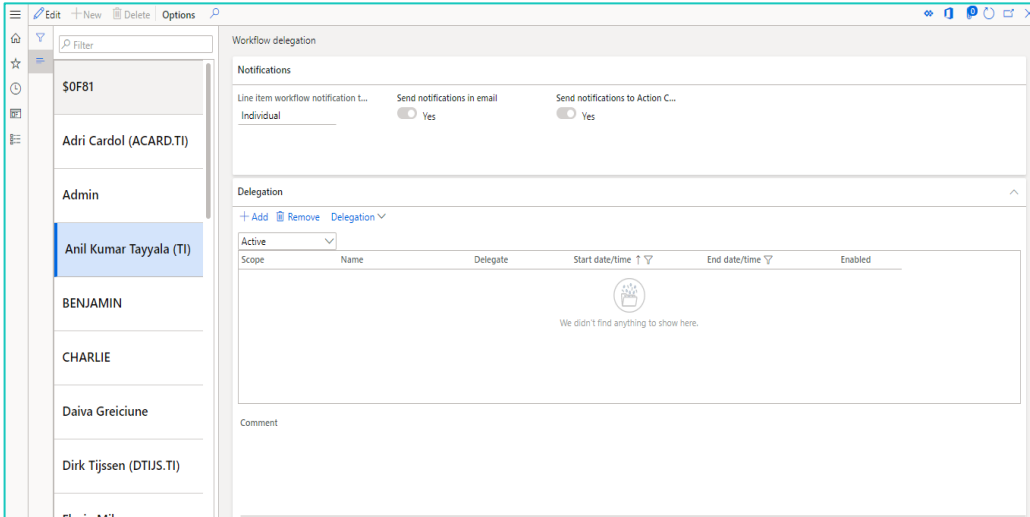 Edit New Delete Options
0
Filter
$0F81
Adri Cardol (ACARD.TI)
Admin
Anil Kumar Tayyala (TI)
BENJAMIN
CHARLIE
Daiva Greiciune
Dirk Tijssen (DTIJS.TI)
Workflow delegation
Notifications
Line item workflow notification t... Send notifications in email Send notifications to Action C...
Individual Yes Yes
Delegation
Add Remove Delegation
Active
Scope Name Delegate Start date/time End date/time Enabled
We didn't find anything to show here.
Comment